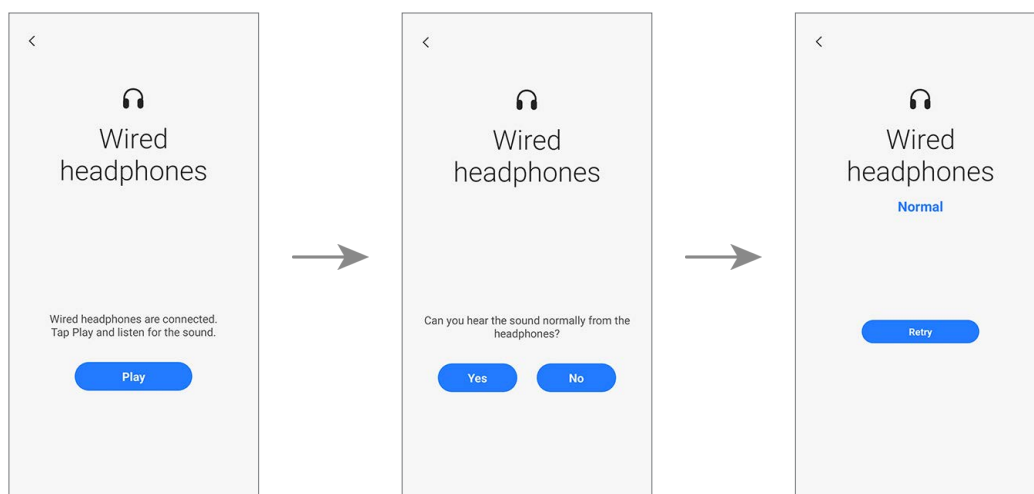 Wired
headphones
Wired headphones are connected.
Tap Play and listen for the sound.
Play
Wired
headphones
Can you hear the sound normally from the
headphones?
Yes
No
Wired
headphones
Normal
Retry